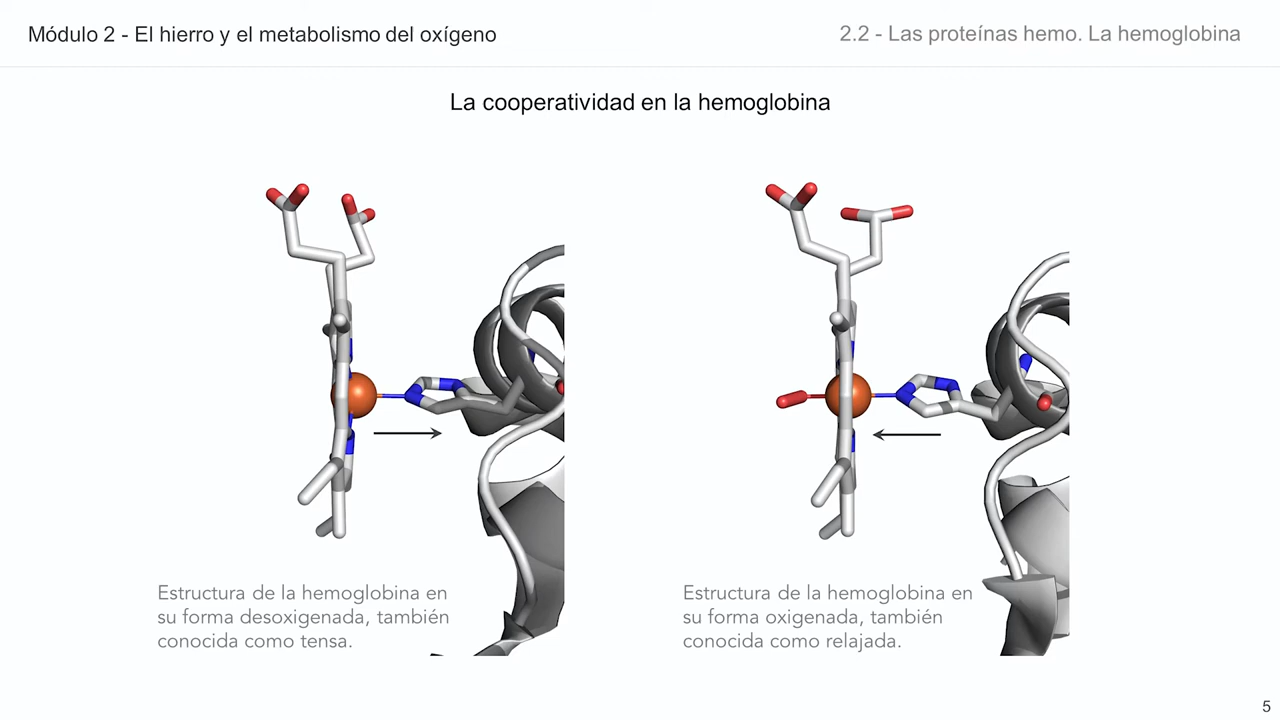 Módulo 2 - El hierro y el metabolismo del oxígeno
2.2 - Las proteínas hemo. La hemoglobina
La cooperatividad en la hemoglobina
Estructura de la hemoglobina en
su forma desoxigenada, también
conocida como tensa.
Estructura de la hemoglobina en
su forma oxigenada, también
conocida como relajada.
5